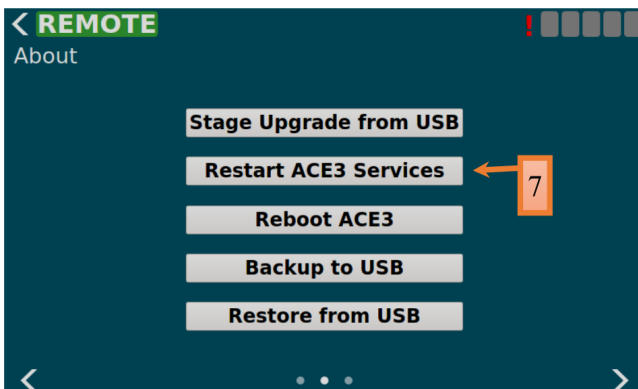 < REMOTE !
About
Stage Upgrade from USB
Restart ACE3 Services
7
Reboot ACE3
Backup to USB
Restore from USB
< >